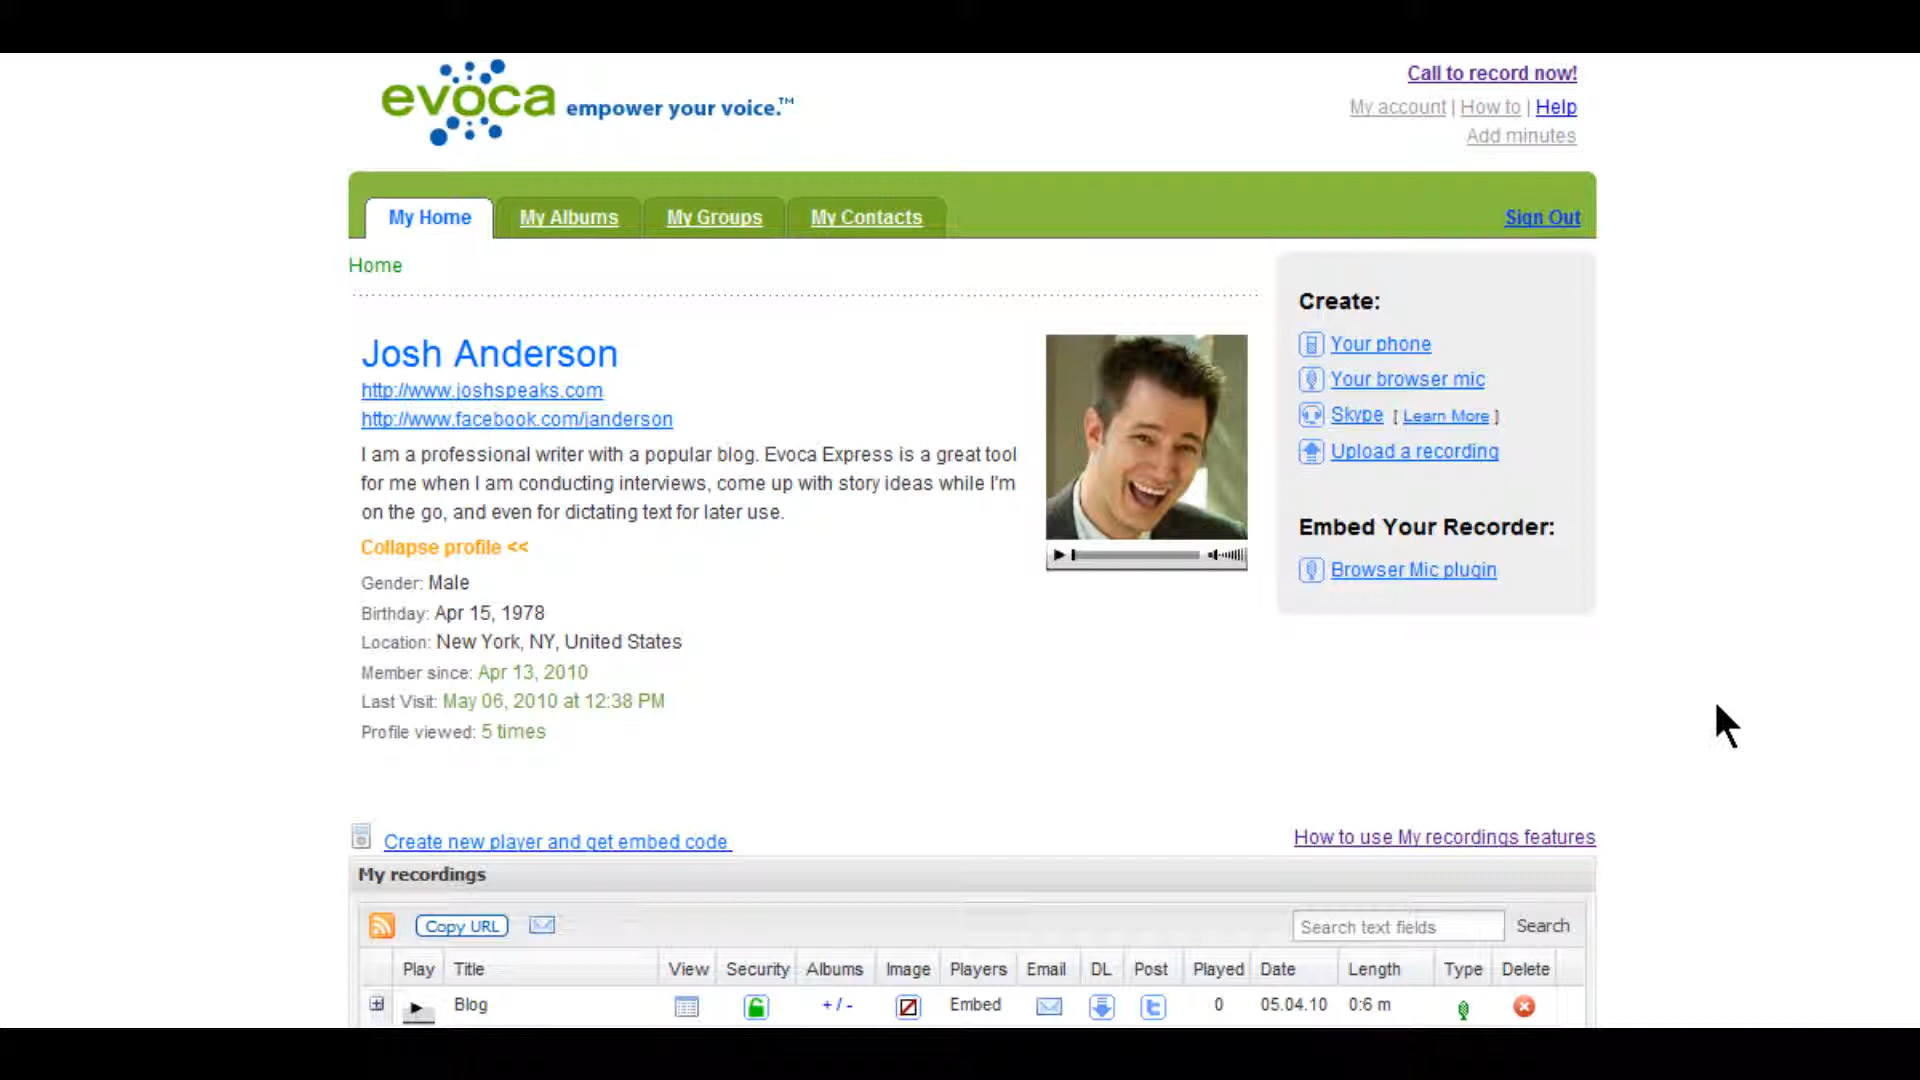 evoca empower your voice.™
Call to record now!
My account | How to | Help
Add minutes
My Home
My Albums
My Groups
My Contacts
Sign Out
Home
Josh Anderson
http://www.joshspeaks.com
http://www.facebook.com/janderson
I am a professional writer with a popular blog. Evoca Express is a great tool
for me when I am conducting interviews, come up with story ideas while I'm
on the go, and even for dictating text for later use.
Collapse profile <<
Gender: Male
Birthday: Apr 15, 1978
Location: New York, NY, United States
Member since: Apr 13, 2010
Last Visit: May 06, 2010 at 12:38 PM
Profile viewed: 5 times
Create:
Your phone
Your browser mic
Skype [ Learn More ]
Upload a recording
Embed Your Recorder:
Browser Mic plugin
Create new player and get embed code
How to use My recordings features
My recordings
Copy URL
Search text fields
Search
Play Title View Security Albums Image Players Email DL Post Played Date Length Type Delete
Blog + / - Embed 0 05.04.10 0:6 m